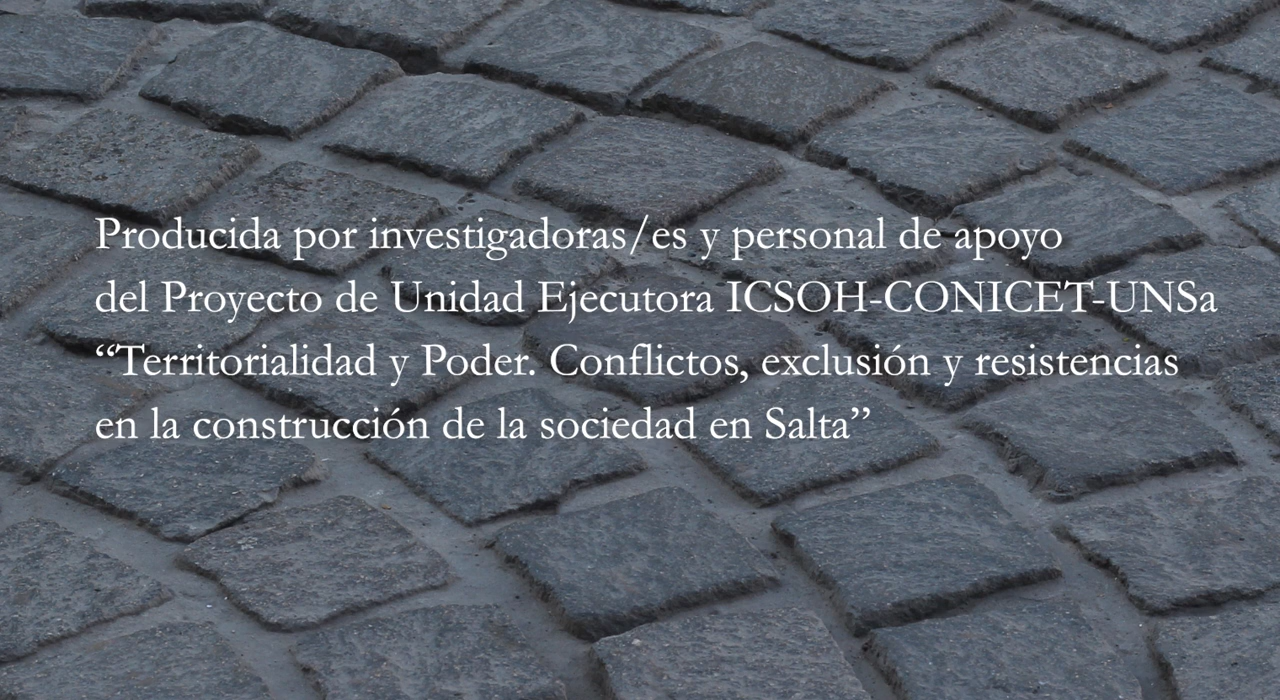 Producida por investigadoras/es y personal de apoyo
del Proyecto de Unidad Ejecutora ICSOH-CONICET-UNSa
“Territorialidad y Poder. Conflictos, exclusión y resistencias
en la construcción de la sociedad en Salta”